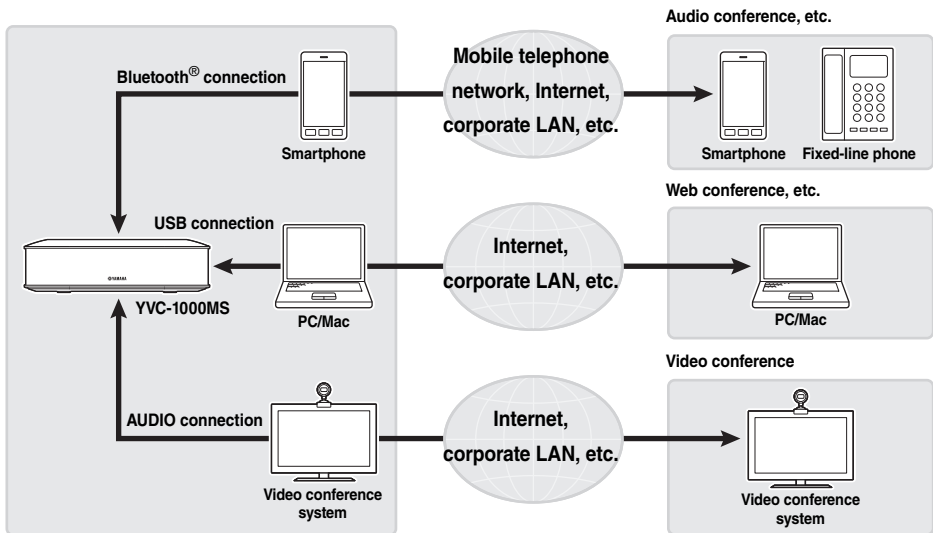 Audio conference, etc.
Bluetooth® connection
Smartphone
Mobile telephone
network, Internet,
corporate LAN, etc.
Smartphone
Fixed-line phone
Web conference, etc.
USB connection
YAMAHA
YVC-1000MS
PC/Mac
Internet,
corporate LAN, etc.
PC/Mac
Video conference
AUDIO connection
Video conference
system
Internet,
corporate LAN, etc.
Video conference
system